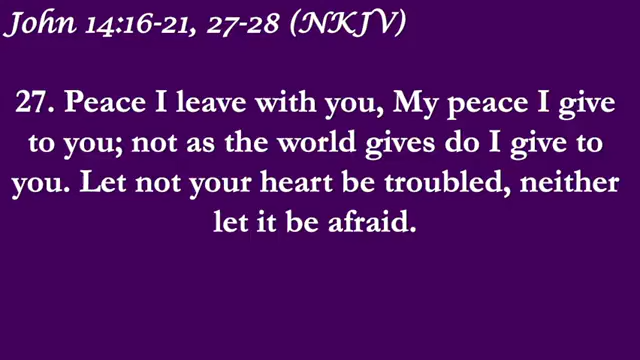 John 14:16-21, 27-28 (NKJV)
27. Peace I leave with you, My peace I give
to you; not as the world gives do I give to
you. Let not your heart be troubled, neither
let it be afraid.